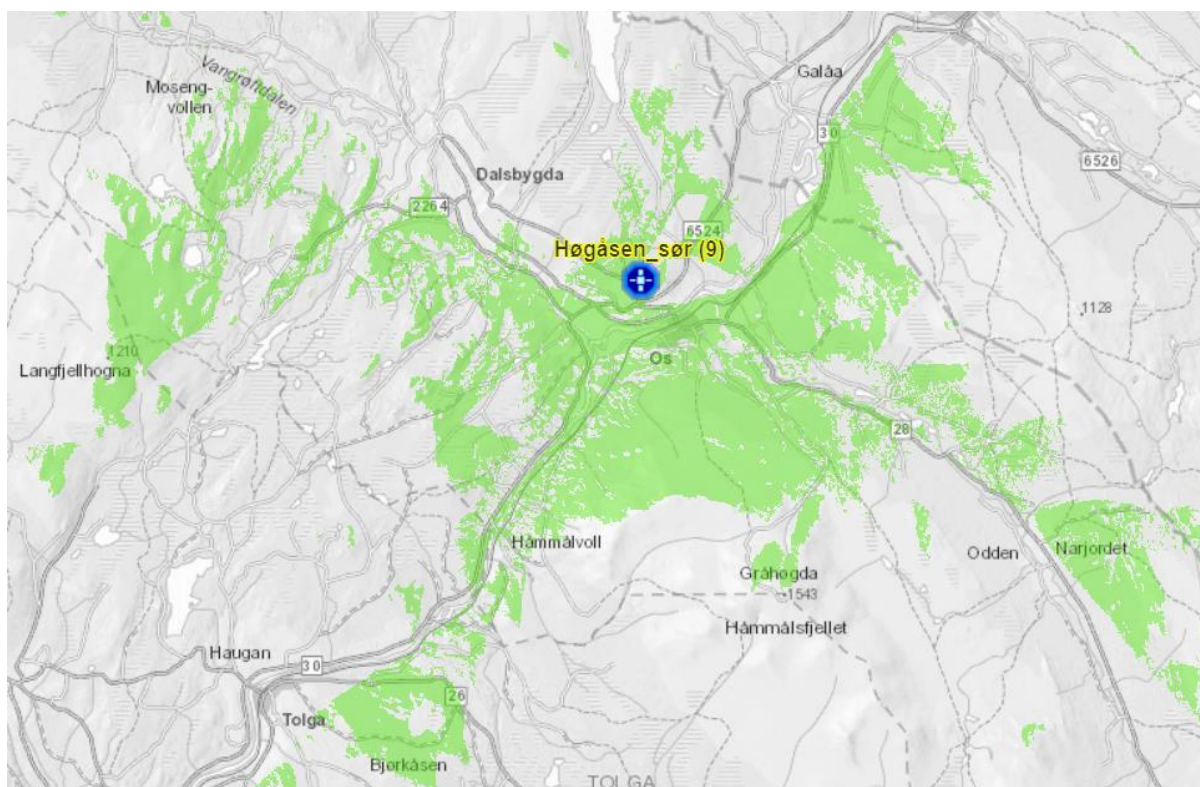 Galåa
Vangrøftdalen
Moseng-
vollen
30
6526
Dalsbygda
2264
6524
Høgåsen_sør (9)
1128
1210
Langfjellhogna
Os
28
Håmmålvoll
Odden
Narjordet
Gråhogda
1543
Håmmålsfjellet
Haugan
30
26
Tolga
Bjørkåsen
TOLGA